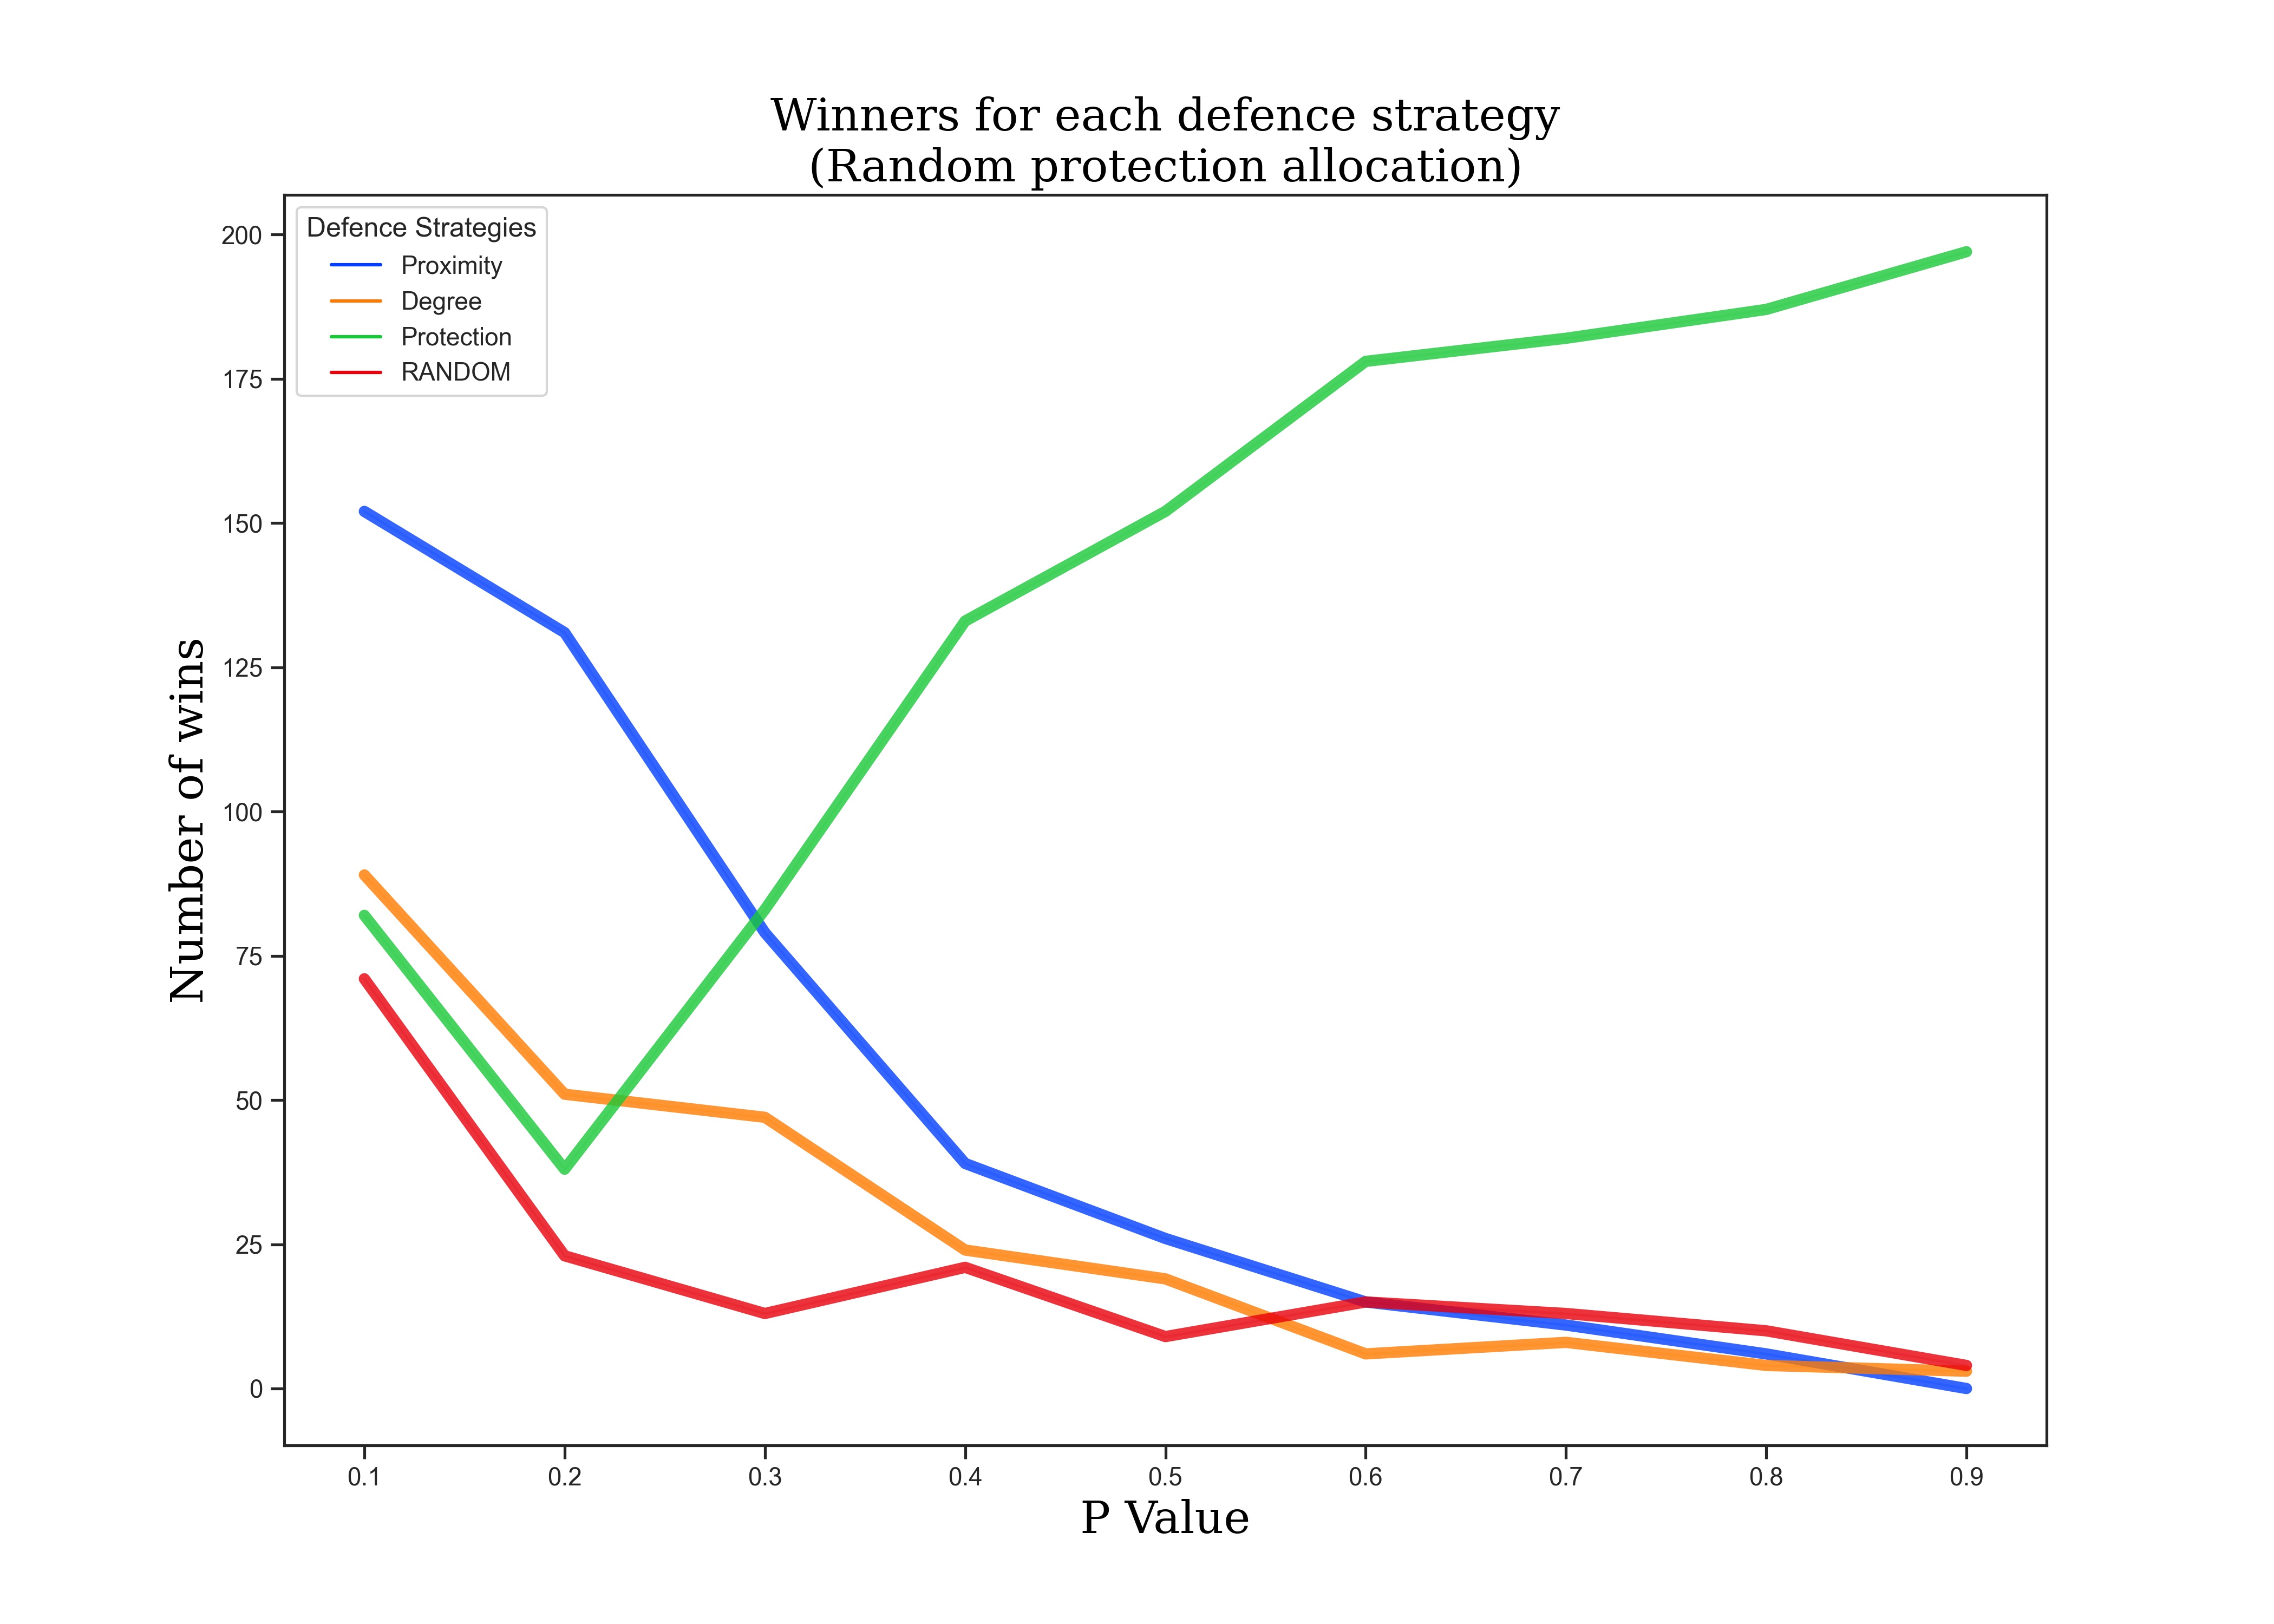 Winners for each defence strategy
(Random protection allocation)
Defence Strategies
Proximity
Degree
Protection
RANDOM
Number of wins
200
175
150
125
100
75
50
25
0
0.1 0.2 0.3 0.4 0.5 0.6 0.7 0.8 0.9
P Value